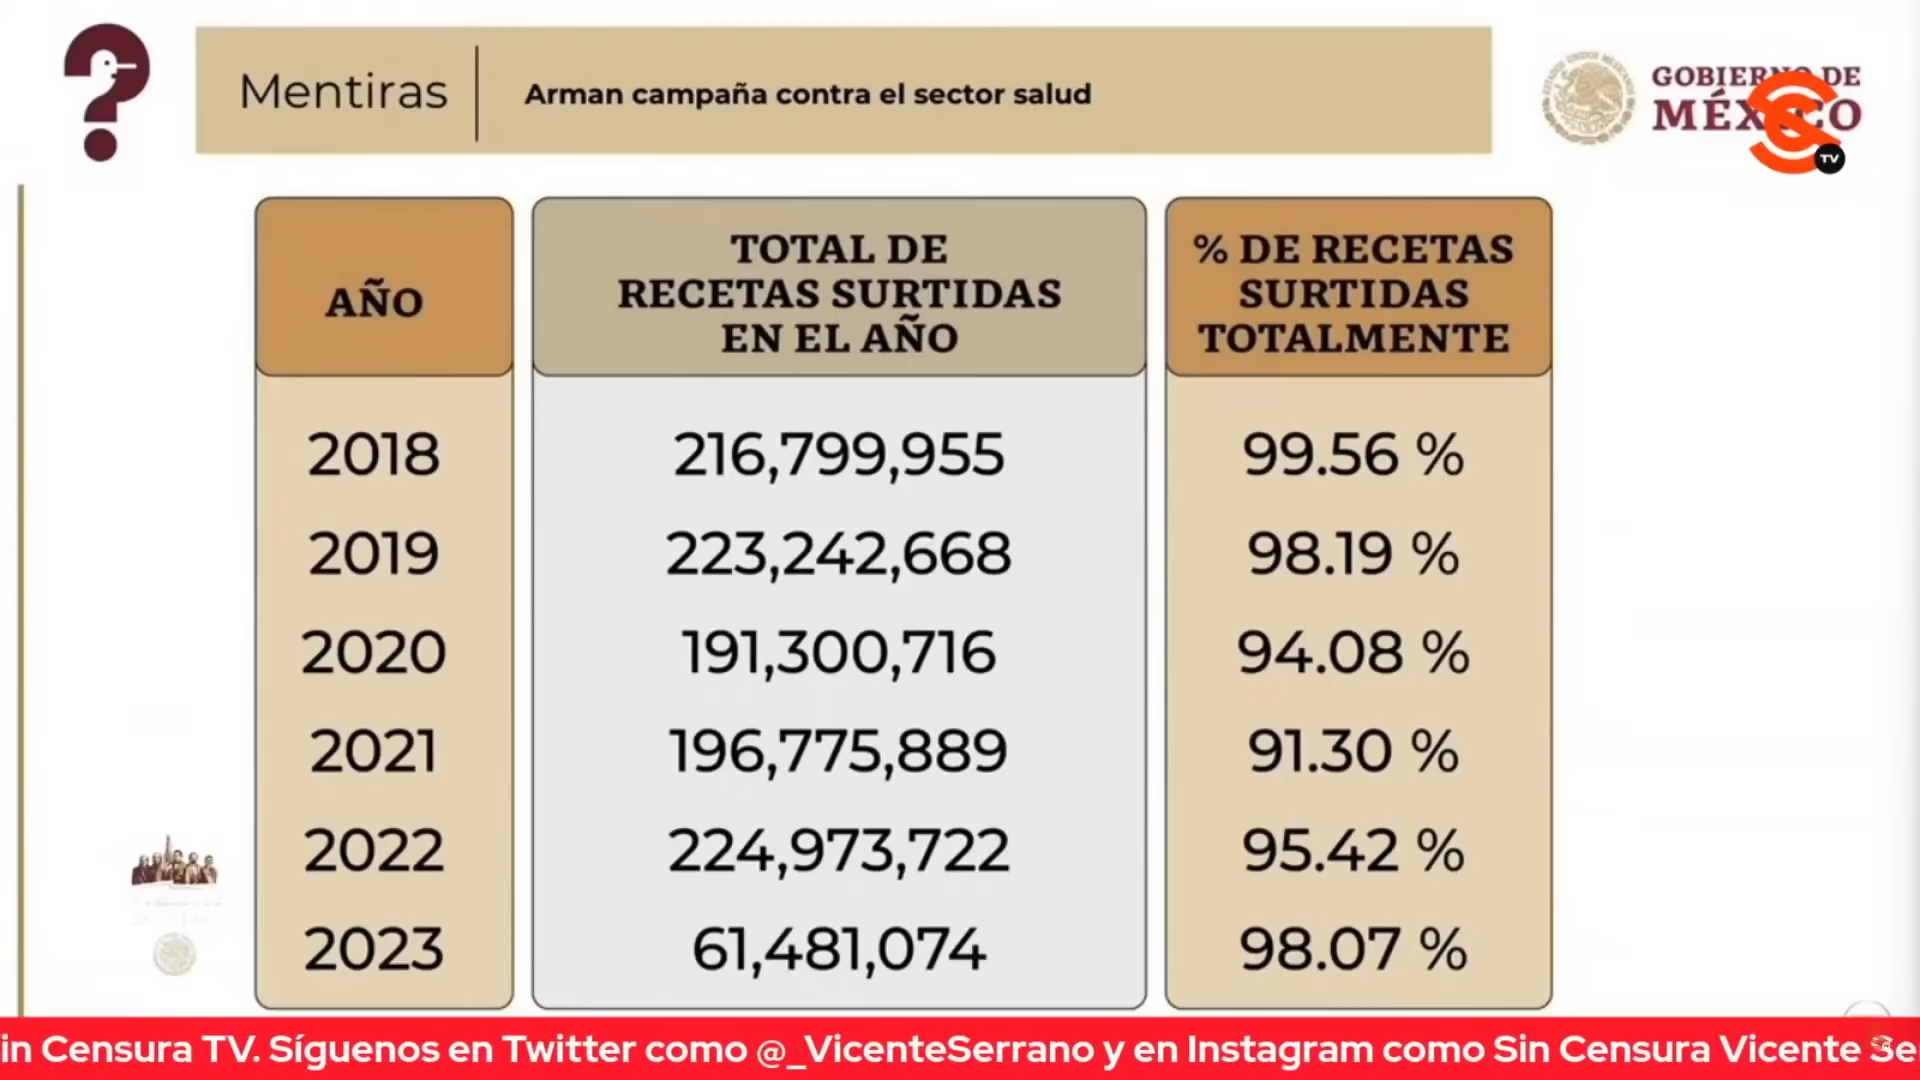 Mentiras
Arman campaña contra el sector salud
GOBIERNO DE
MÉXICO
TV
AÑO
TOTAL DE
RECETAS SURTIDAS
EN EL AÑO
% DE RECETAS
SURTIDAS
TOTALMENTE
2018 216,799,955 99.56 %
2019 223,242,668 98.19 %
2020 191,300,716 94.08 %
2021 196,775,889 91.30 %
2022 224,973,722 95.42 %
2023 61,481,074 98.07 %
in Censura TV. Síguenos en Twitter como @_VicenteSerrano y en Instagram como Sin Censura Vicente Se